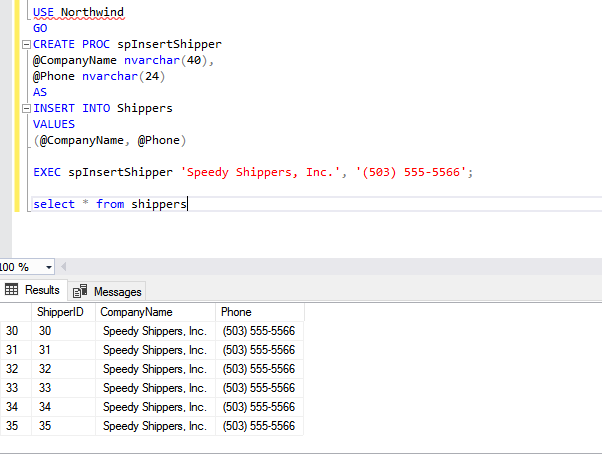 USE Northwind
GO
CREATE PROC spInsertShipper
@CompanyName nvarchar(40),
@Phone nvarchar(24)
AS
INSERT INTO Shippers
VALUES
(@CompanyName, @Phone)
EXEC spInsertShipper 'Speedy Shippers, Inc.', '(503) 555-5566';
select * from shippers
100 %
Results Messages
ShipperID CompanyName Phone
30 30 Speedy Shippers, Inc. (503) 555-5566
31 31 Speedy Shippers, Inc. (503) 555-5566
32 32 Speedy Shippers, Inc. (503) 555-5566
33 33 Speedy Shippers, Inc. (503) 555-5566
34 34 Speedy Shippers, Inc. (503) 555-5566
35 35 Speedy Shippers, Inc. (503) 555-5566